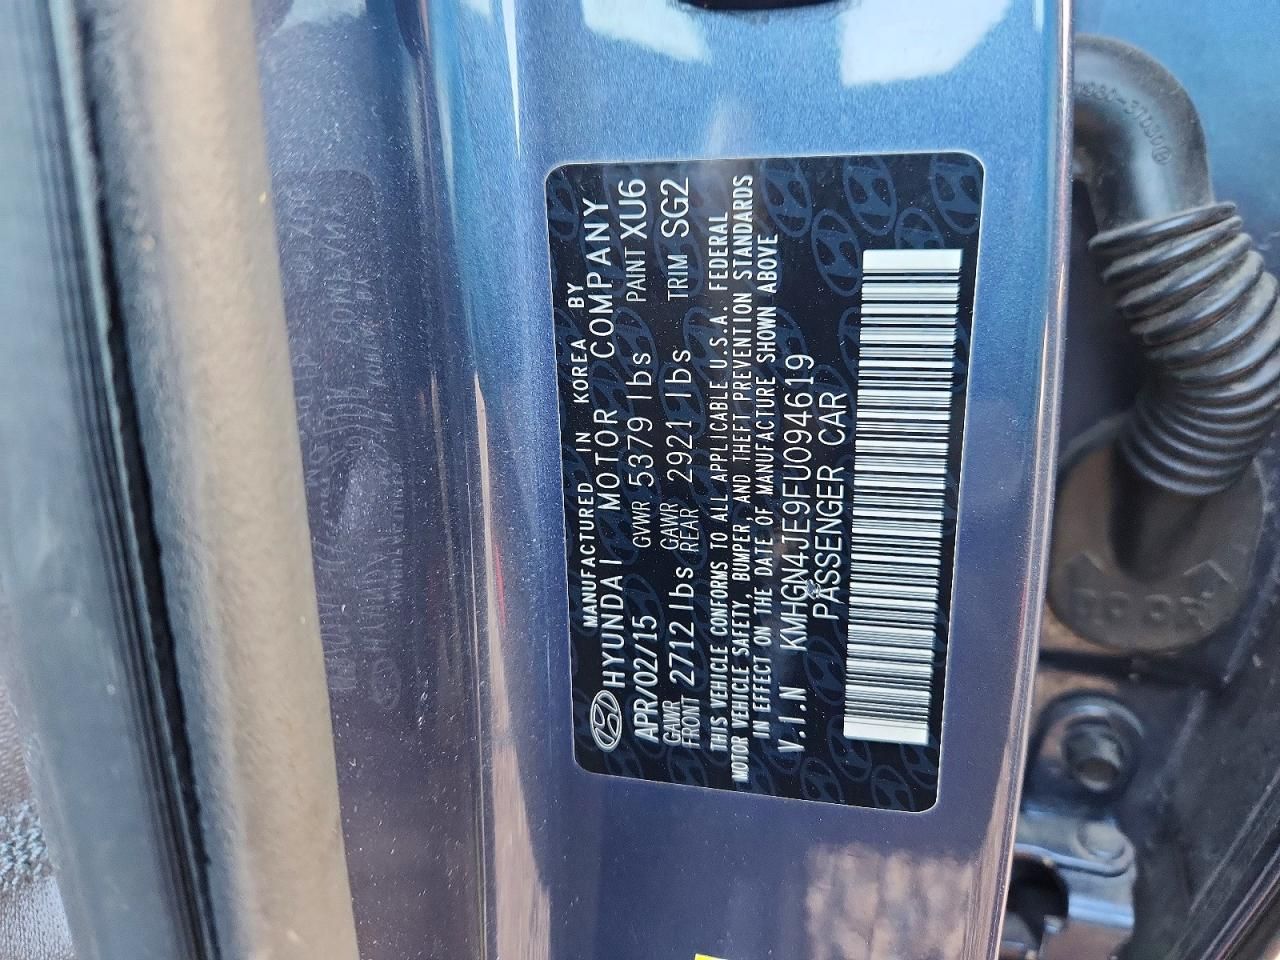 MANUFACTURED IN KOREA BY
HYUNDAI MOTOR COMPANY
APR/02/15 GVWR 5379 lbs PAINT XU6
GAWR FRONT 2712 lbs GAWR REAR 2921 lbs TRIM SG2
THIS VEHICLE CONFORMS TO ALL APPLICABLE U.S.A. FEDERAL
MOTOR VEHICLE SAFETY, BUMPER, AND THEFT PREVENTION STANDARDS
IN EFFECT ON THE DATE OF MANUFACTURE SHOWN ABOVE
V.I.N KMHGN4JE9FU094619
PASSENGER CAR